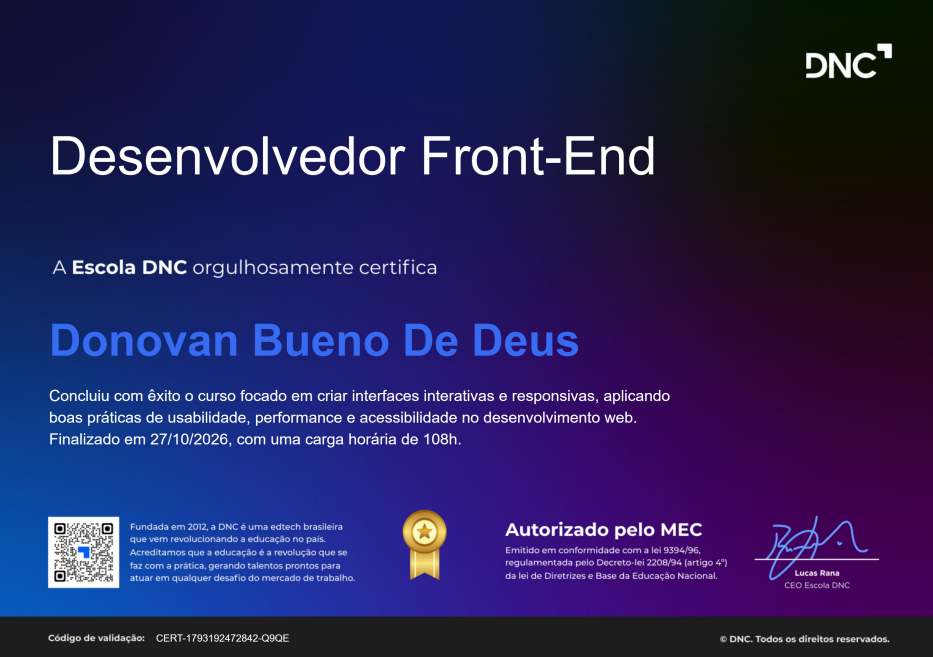 DNC
Desenvolvedor Front-End
A Escola DNC orgulhosamente certifica
Donovan Bueno De Deus
Concluiu com êxito o curso focado em criar interfaces interativas e responsivas, aplicando
boas práticas de usabilidade, performance e acessibilidade no desenvolvimento web.
Finalizado em 27/10/2026, com uma carga horária de 108h.
Fundada em 2012, a DNC é uma edtech brasileira
que vem revolucionando a educação no país.
Acreditamos que a educação é a revolução que se
faz com a prática, gerando talentos prontos para
atuar em qualquer desafio do mercado de trabalho.
Autorizado pelo MEC
Emitido em conformidade com a lei 9394/96,
regulamentada pelo Decreto-lei 2208/94 (artigo 4º)
da lei de Diretrizes e Base da Educação Nacional.
Lucas Rana
CEO Escola DNC
Código de validação: CERT-1793192472842-Q9QE
© DNC. Todos os direitos reservados.